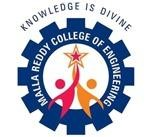 KNOWLEDGE IS DIVINE
MALLA REDDY COLLEGE OF ENGINEERING